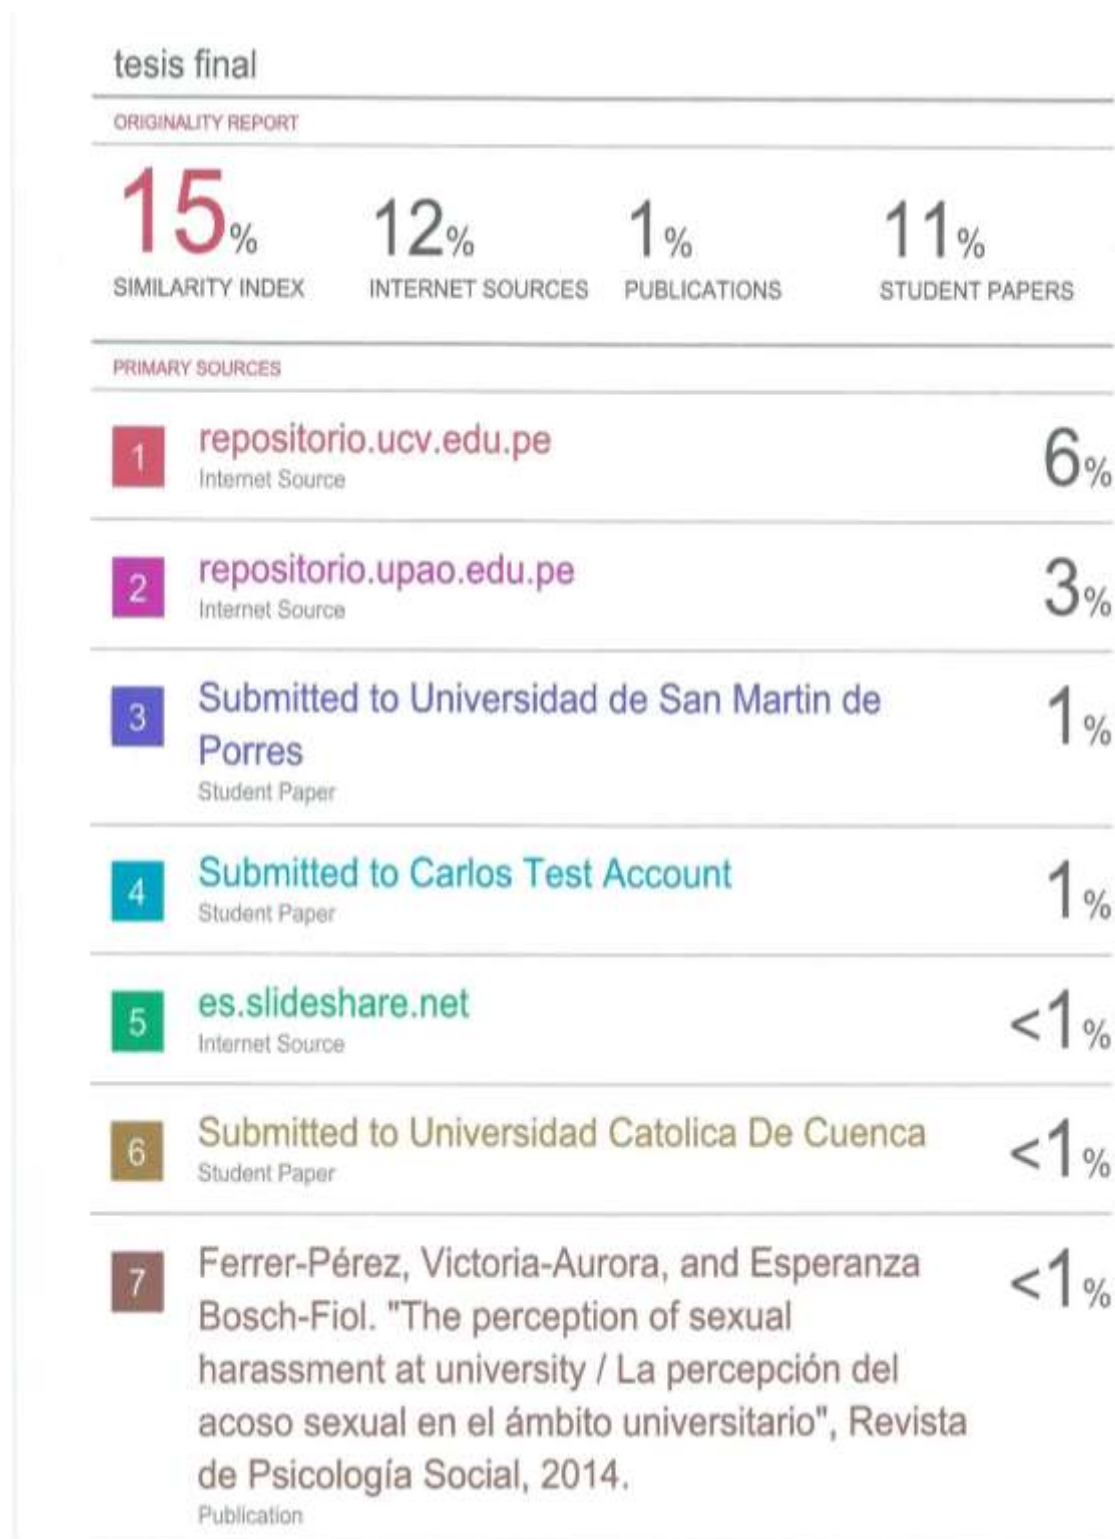 tesis final
ORIGINALITY REPORT
15%
SIMILARITY INDEX
12%
INTERNET SOURCES
1%
PUBLICATIONS
11%
STUDENT PAPERS
PRIMARY SOURCES
1
repositorio.ucv.edu.pe
Internet Source
6%
2
repositorio.upao.edu.pe
Internet Source
3%
3
Submitted to Universidad de San Martin de
Porres
Student Paper
1%
4
Submitted to Carlos Test Account
Student Paper
1%
5
es.slideshare.net
Internet Source
<1%
6
Submitted to Universidad Catolica De Cuenca
Student Paper
<1%
7
Ferrer-Pérez, Victoria-Aurora, and Esperanza
Bosch-Fiol. "The perception of sexual
harassment at university / La percepción del
acoso sexual en el ámbito universitario", Revista
de Psicología Social, 2014.
Publication
<1%